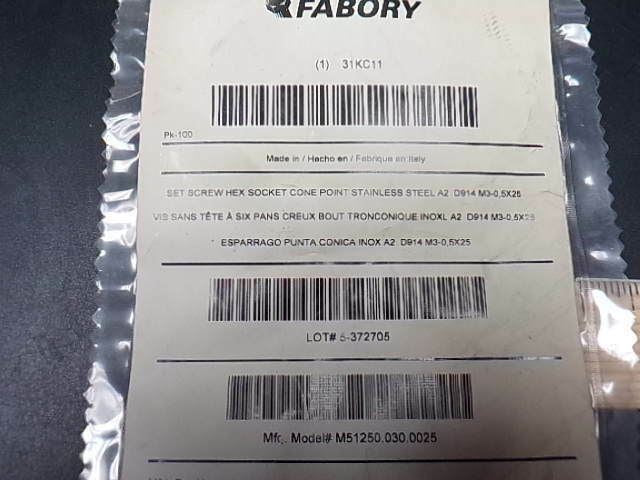 FABORY
(1) 31KC11
Pk-100
Made in / Hacho en / Fabrique en Italy
SET SCREW HEX SOCKET CONE POINT STAINLESS STEEL A2 D914 M3-0,5X25
VIS SANS TÊTE À SIX PANS CREUX BOUT TRONCONIQUE INOXL A2 D914 M3-0,5X25
ESPARRAGO PUNTA CONICA INOX A2 D914 M3-0,5X25
LOT# 5-372705
Mfr. Model# M51250.030.0025